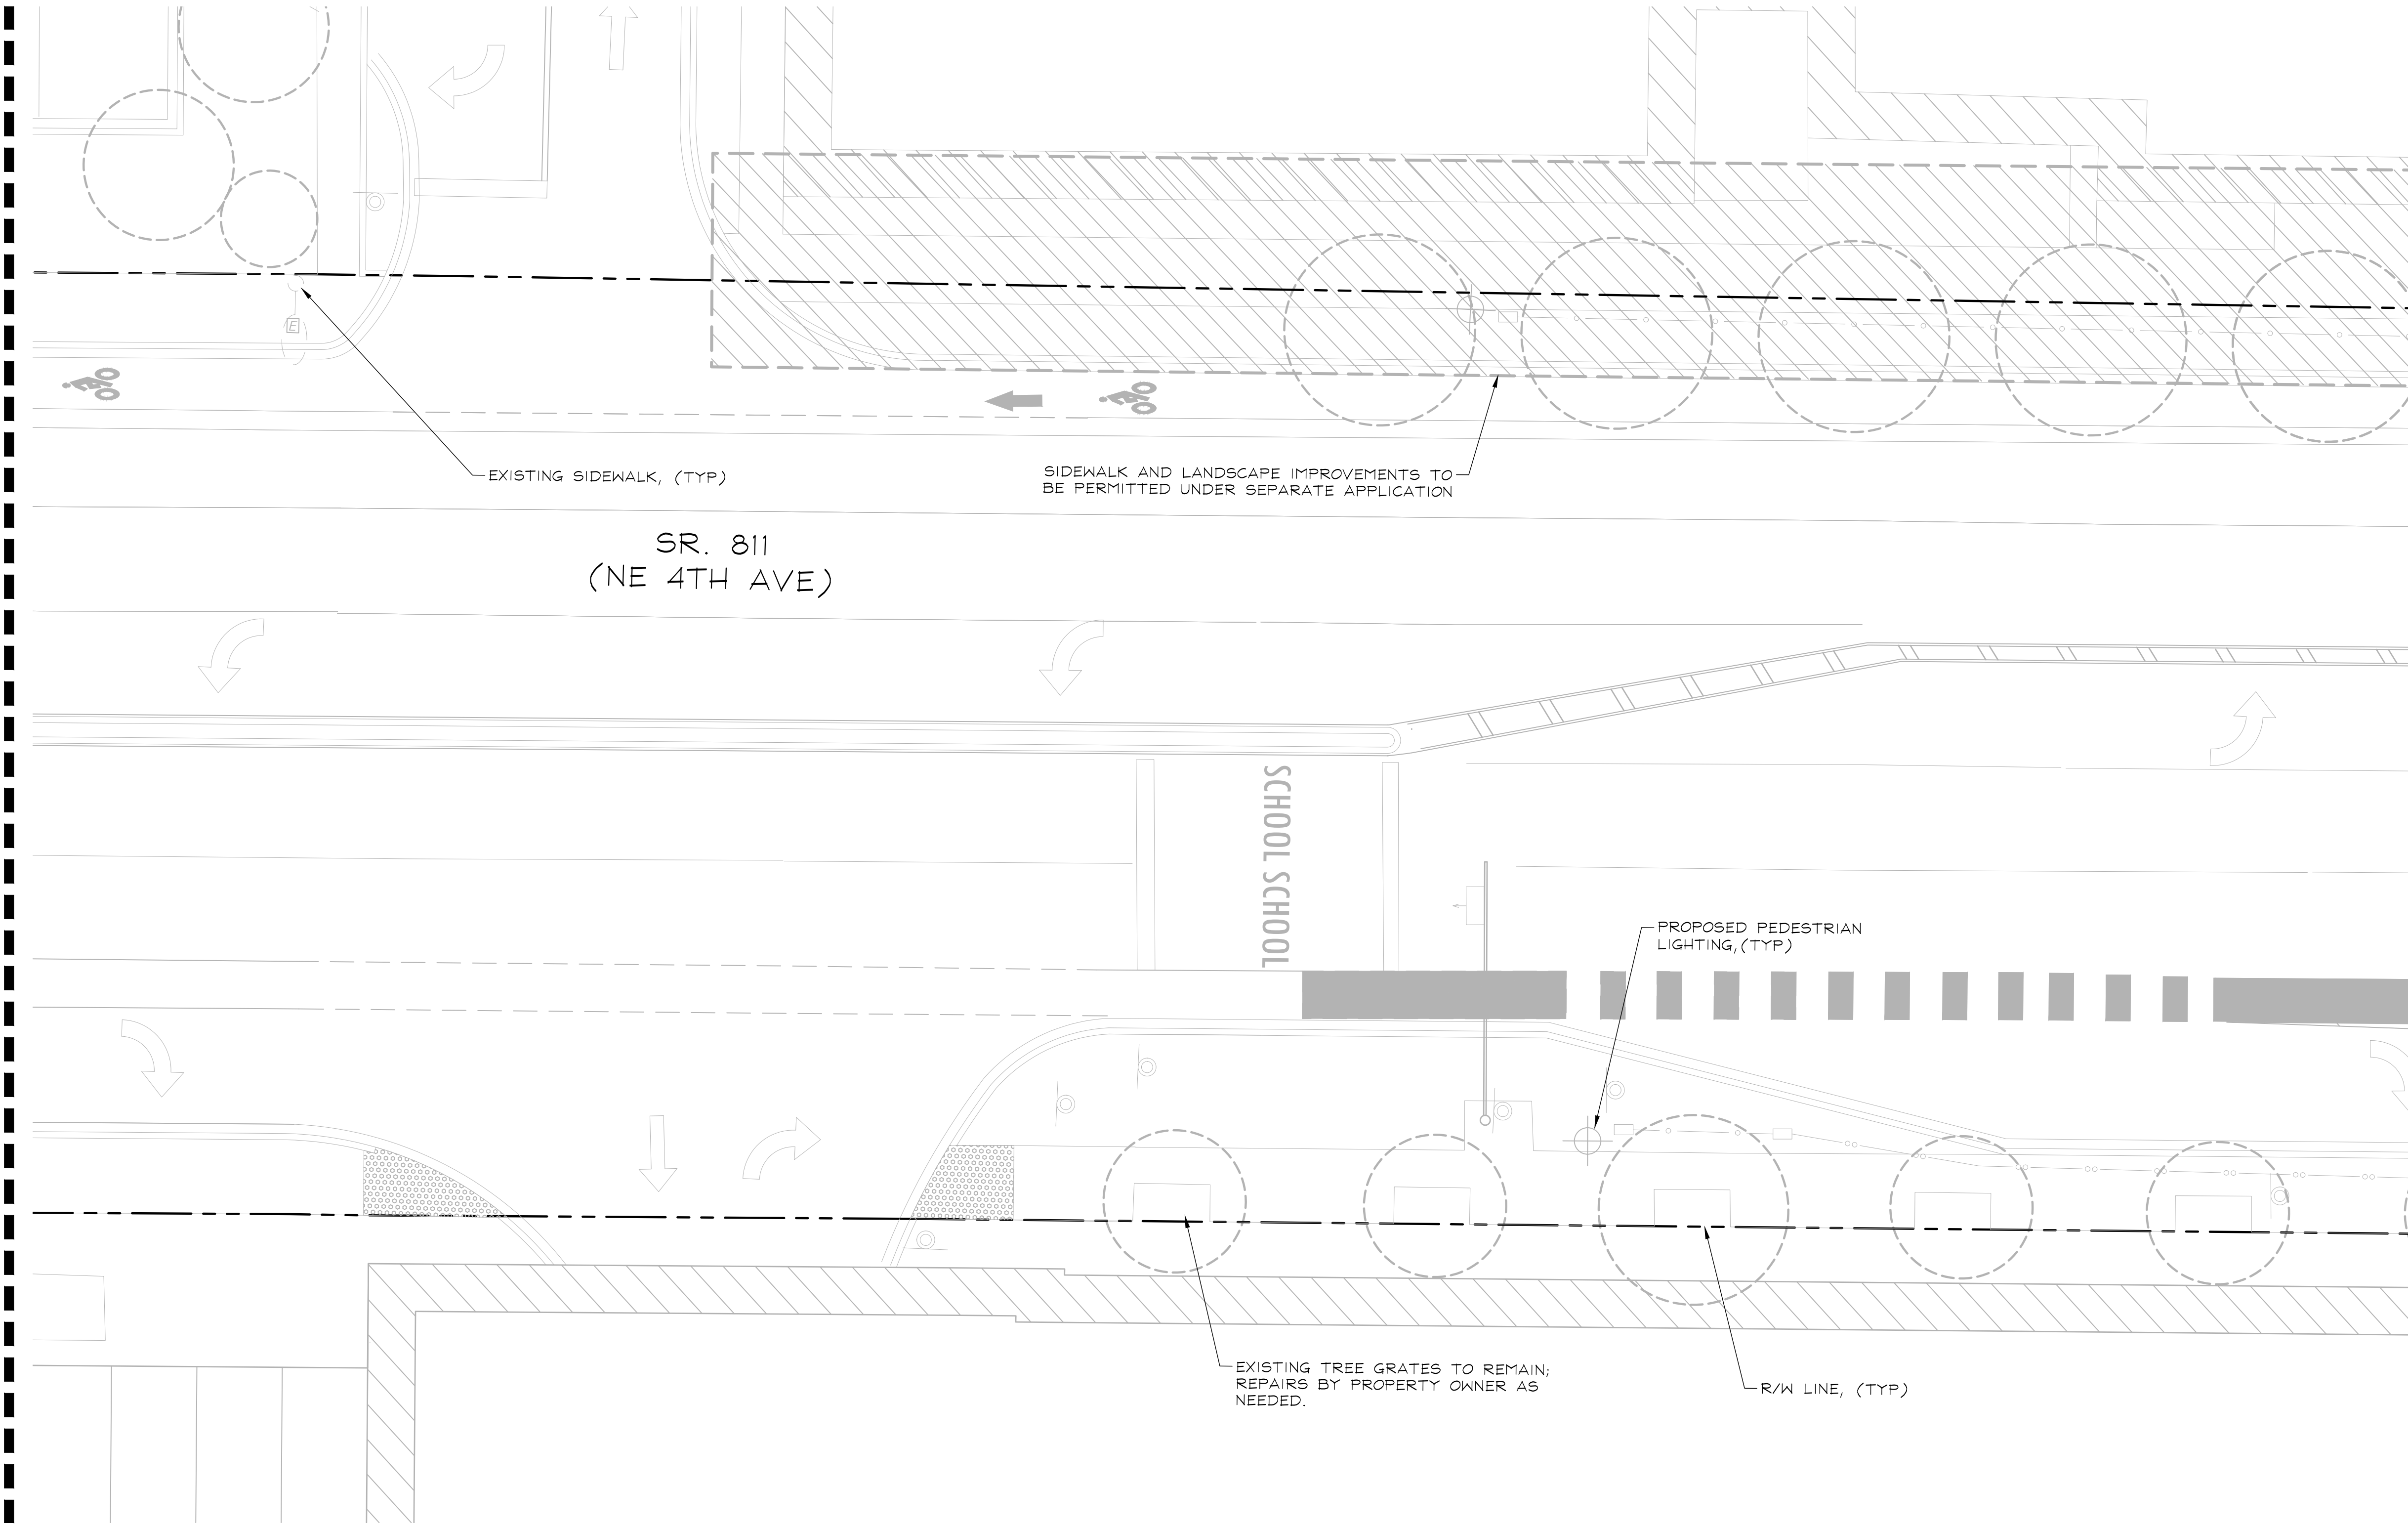 E
EXISTING SIDEWALK, (TYP)
SIDEWALK AND LANDSCAPE IMPROVEMENTS TO
BE PERMITTED UNDER SEPARATE APPLICATION
SR. 811
(NE 4TH AVE)
SCHOOL SCHOOL
PROPOSED PEDESTRIAN
LIGHTING,(TYP)
EXISTING TREE GRATES TO REMAIN;
REPAIRS BY PROPERTY OWNER AS
NEEDED.
R/W LINE, (TYP)